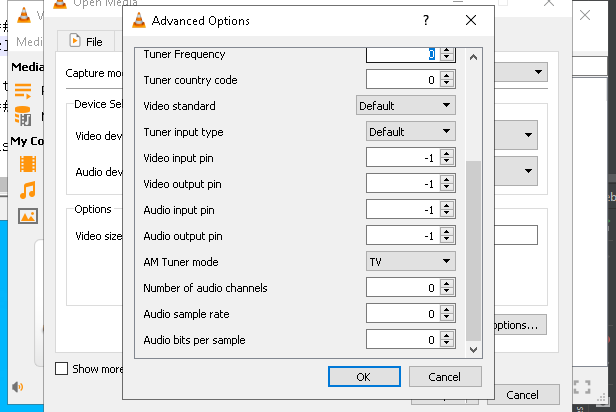 Open Media
Advanced Options
?
File
Media
Tuner Frequency 0
Capture mo
Tuner country code 0
Media
Device Sel
Video standard Default
Video dev
Tuner input type Default
My Co
Video input pin -1
Audio dev
Video output pin -1
Options
Audio input pin -1
Video size
Audio output pin -1
AM Tuner mode TV
Number of audio channels 0
Audio sample rate 0
options...
Audio bits per sample 0
Show more
OK
Cancel
Cancel